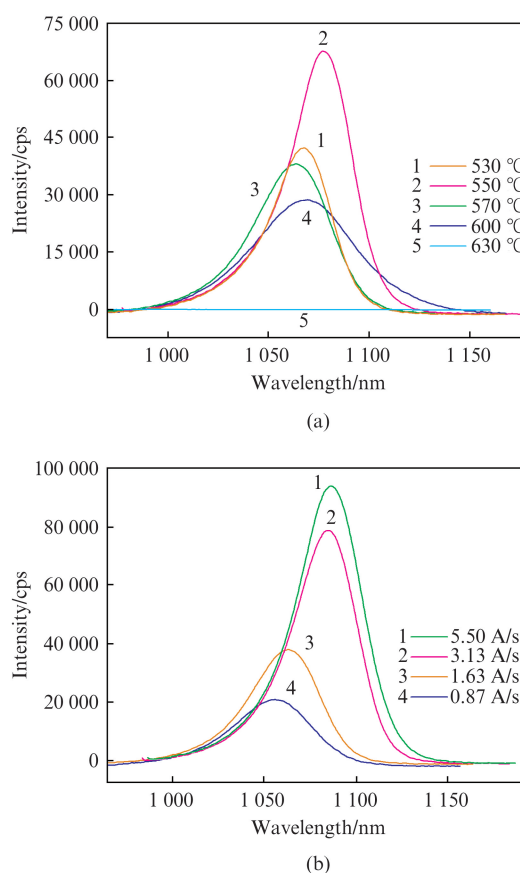 75 000
60 000
45 000
30 000
15 000
0
Intensity/cps
2
1
3
4
5
1 530 ℃
2 550 ℃
3 570 ℃
4 600 ℃
5 630 ℃
1 000 1 050 1 100 1 150
Wavelength/nm
(a)
100 000
80 000
60 000
40 000
20 000
0
Intensity/cps
1
2
3
4
1 5.50 A/s
2 3.13 A/s
3 1.63 A/s
4 0.87 A/s
1 000 1 050 1 100 1 150
Wavelength/nm
(b)